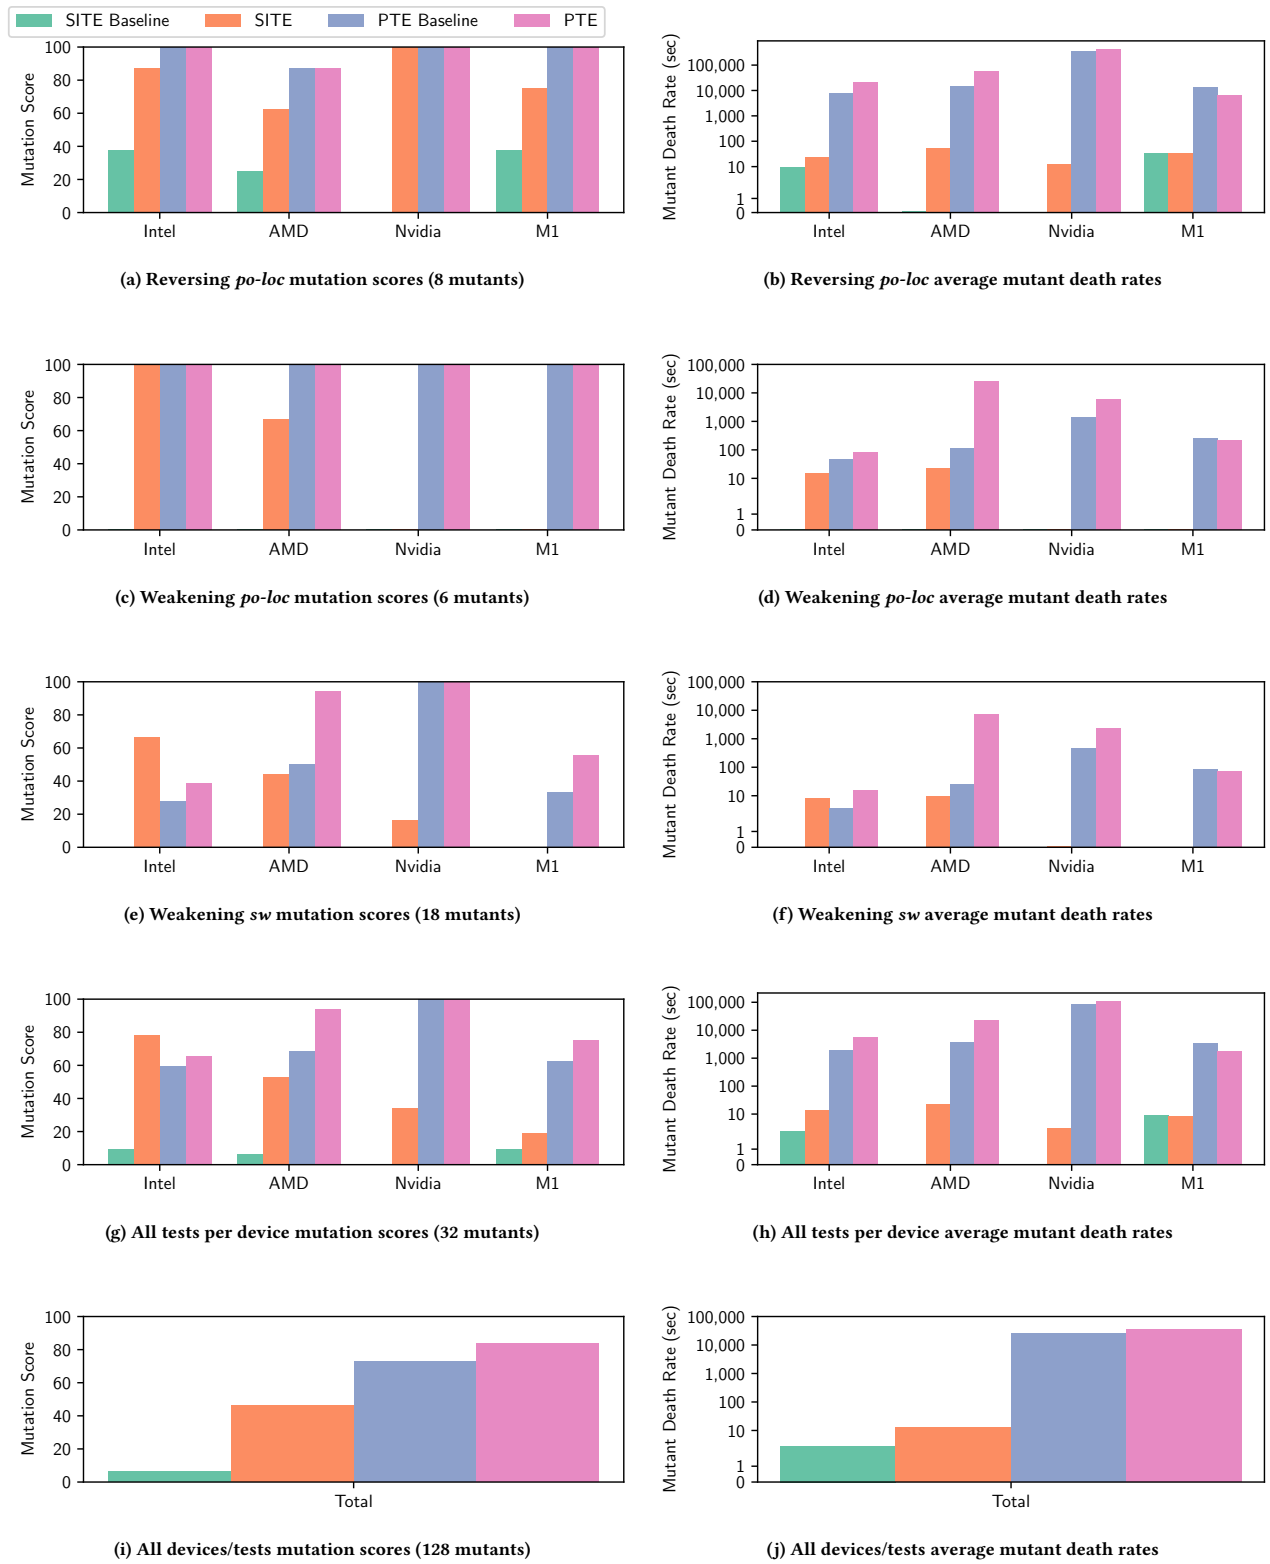 SITE Baseline SITE PTE Baseline PTE
Mutation Score
100
80
60
40
20
0
Intel AMD Nvidia M1
(a) Reversing po-loc mutation scores (8 mutants)
Mutant Death Rate (sec)
100,000
10,000
1,000
100
10
1
0
Intel AMD Nvidia M1
(b) Reversing po-loc average mutant death rates
Mutation Score
100
80
60
40
20
0
Intel AMD Nvidia M1
(c) Weakening po-loc mutation scores (6 mutants)
Mutant Death Rate (sec)
100,000
10,000
1,000
100
10
1
0
Intel AMD Nvidia M1
(d) Weakening po-loc average mutant death rates
Mutation Score
100
80
60
40
20
0
Intel AMD Nvidia M1
(e) Weakening sw mutation scores (18 mutants)
Mutant Death Rate (sec)
100,000
10,000
1,000
100
10
1
0
Intel AMD Nvidia M1
(f) Weakening sw average mutant death rates
Mutation Score
100
80
60
40
20
0
Intel AMD Nvidia M1
(g) All tests per device mutation scores (32 mutants)
Mutant Death Rate (sec)
100,000
10,000
1,000
100
10
1
0
Intel AMD Nvidia M1
(h) All tests per device average mutant death rates
Mutation Score
100
80
60
40
20
0
Total
(i) All devices/tests mutation scores (128 mutants)
Mutant Death Rate (sec)
100,000
10,000
1,000
100
10
1
0
Total
(j) All devices/tests average mutant death rates